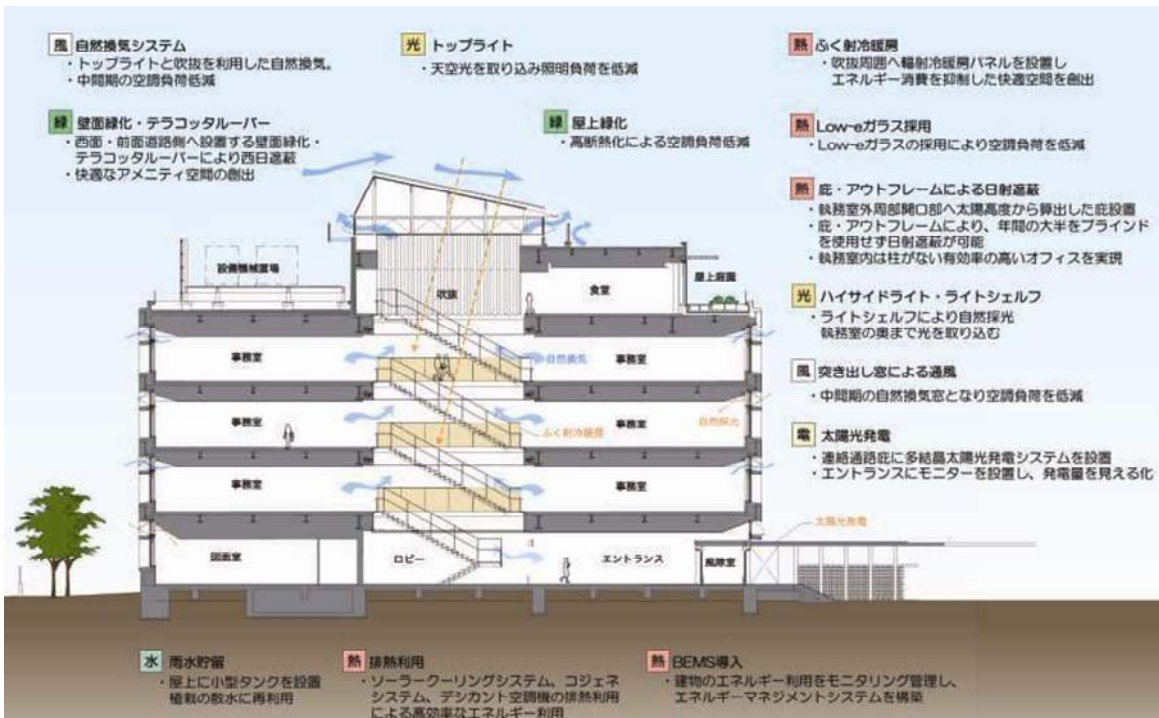 風 自然換気システム
・トップライトと吹抜を利用した自然換気。
・中間期の空調負荷低減
緑 壁面緑化・テラコッタルーバー
・西面・前面道路側へ設置する壁面緑化・
テラコッタルーバーにより西日遮蔽
・快適なアメニティ空間の創出
光 トップライト
・天空光を取り込み照明負荷を低減
緑 屋上緑化
・高断熱化による空調負荷低減
熱 ふく射冷暖房
・吹抜周囲へ輻射冷暖房パネルを設置し
エネルギー消費を抑制した快適空間を創出
熱 Low-eガラス採用
・Low-eガラスの採用により空調負荷を低減
熱 庇・アウトフレームによる日射遮蔽
・執務室外周部開口部へ太陽高度から算出した庇設置
・庇・アウトフレームにより、年間の大半をブラインド
を使用せず日射遮蔽が可能
・執務室内は柱がない有効率の高いオフィスを実現
光 ハイサイドライト・ライトシェルフ
・ライトシェルフにより自然採光
執務室の奥まで光を取り込む
風 突き出し窓による通風
・中間期の自然換気窓となり空調負荷を低減
電 太陽光発電
・連絡通路庇に多結晶太陽光発電システムを設置
・エントランスにモニターを設置し、発電量を見える化
設備機械置場
吹抜
食堂
屋上庭園
事務室
自然換気
事務室
事務室
ふく射冷暖房
事務室
自然採光
事務室
事務室
太陽光発電
図面室
ロビー
エントランス
風除室
水 雨水貯留
・屋上に小型タンクを設置
植栽の散水に再利用
熱 排熱利用
・ソーラークーリングシステム、コジェネ
システム、デシカント空調機の排熱利用
による高効率なエネルギー利用
熱 BEMS導入
・建物のエネルギー利用をモニタリング管理し、
エネルギーマネジメントシステムを構築